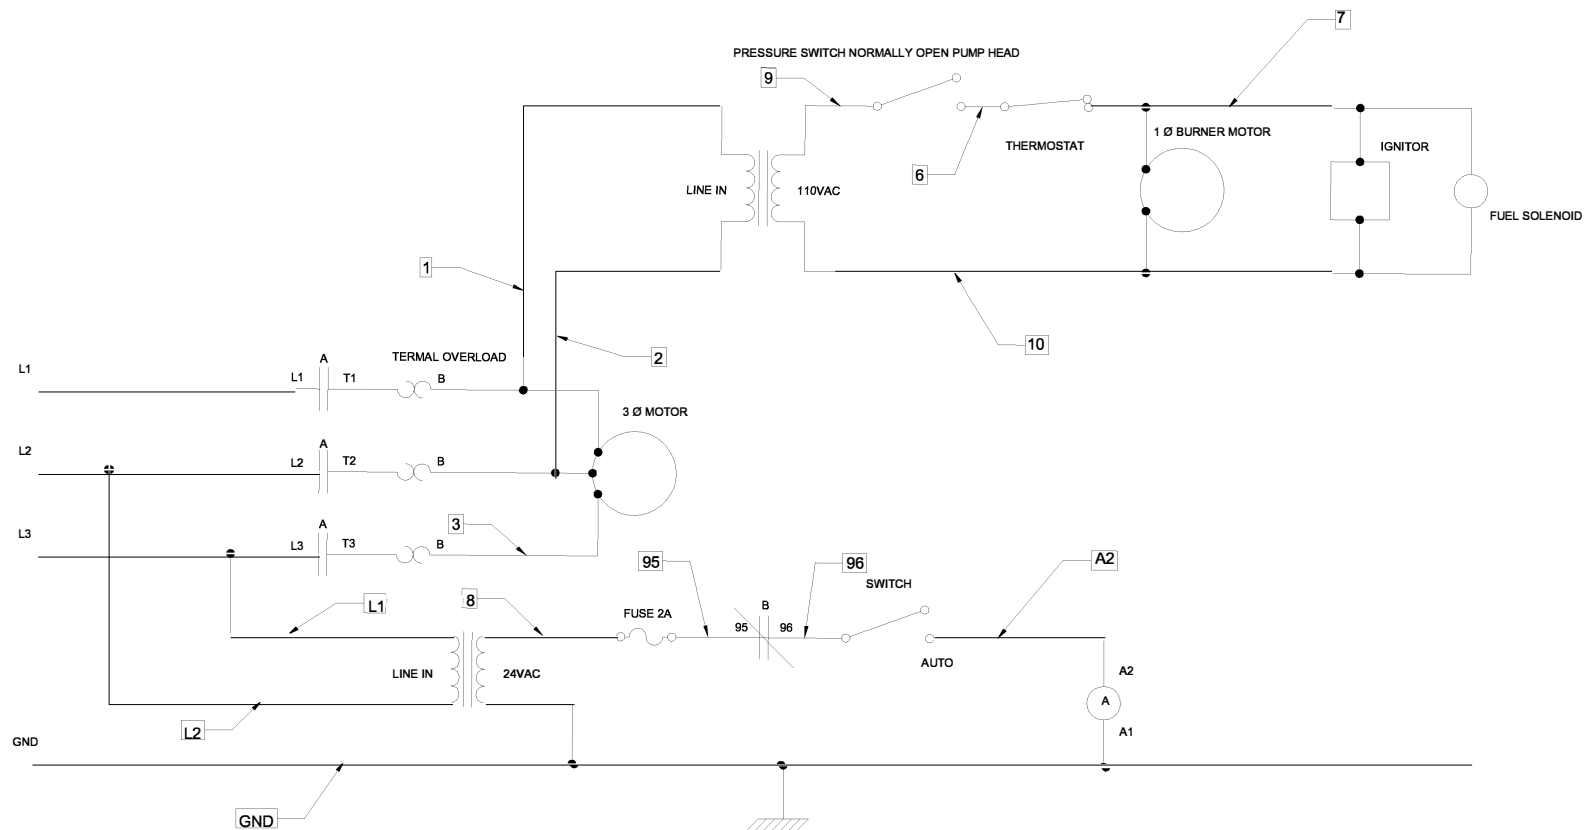 7
PRESSURE SWITCH NORMALLY OPEN PUMP HEAD
9
1 Ø BURNER MOTOR
THERMOSTAT
IGNITOR
6
LINE IN
110VAC
FUEL SOLENOID
1
10
2
TERMAL OVERLOAD
L1
A
L1
T1
B
3 Ø MOTOR
L2
A
L2
T2
B
L3
A
L3
T3
B
3
95
96
A2
SWITCH
L1
8
FUSE 2A
B
95
96
LINE IN
24VAC
AUTO
A2
A
A1
L2
GND
GND